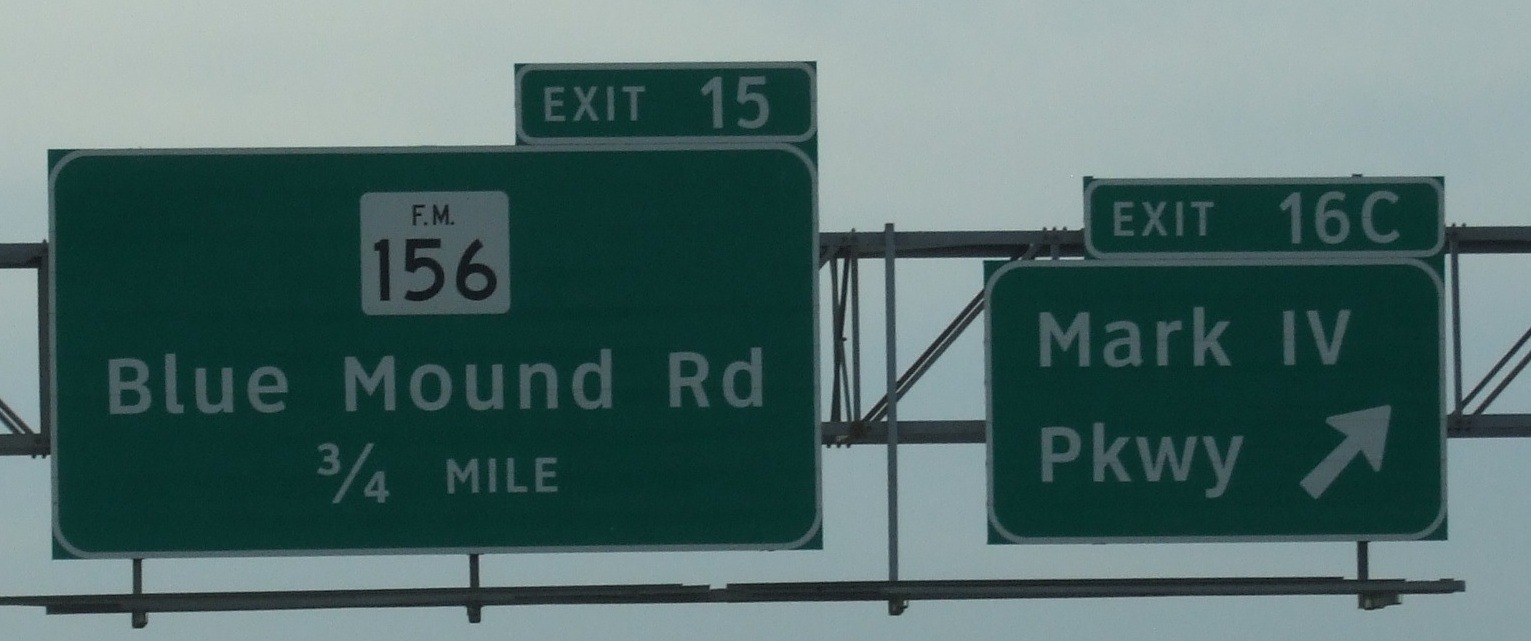 EXIT 15
F.M.
156
Blue Mound Rd
3/4 MILE
EXIT 16C
Mark IV
Pkwy